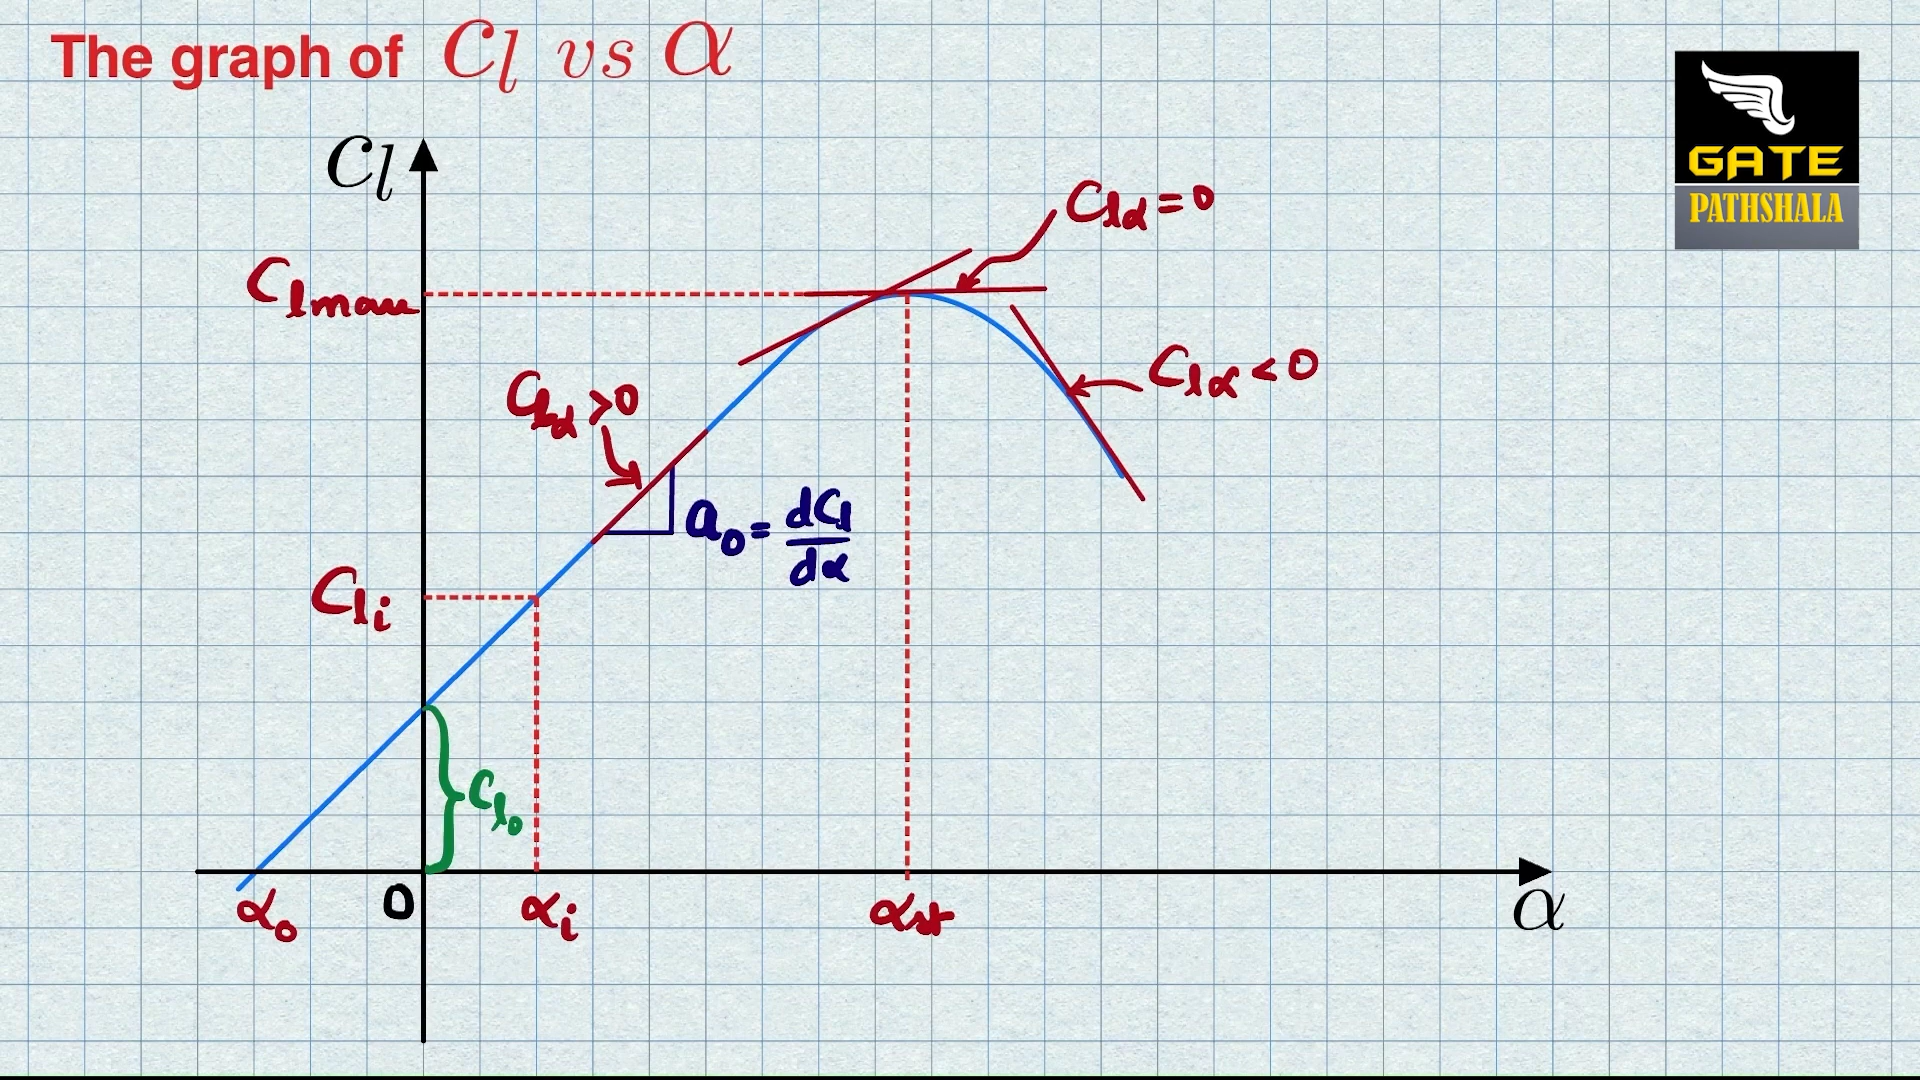 The graph of Cl vs α
GATE
PATHSHALA
Cl
Clα=0
Clmax
Clα<0
Clα>0
a0=dCl/dα
Cli
Cl0
α0
0
αi
αst
α